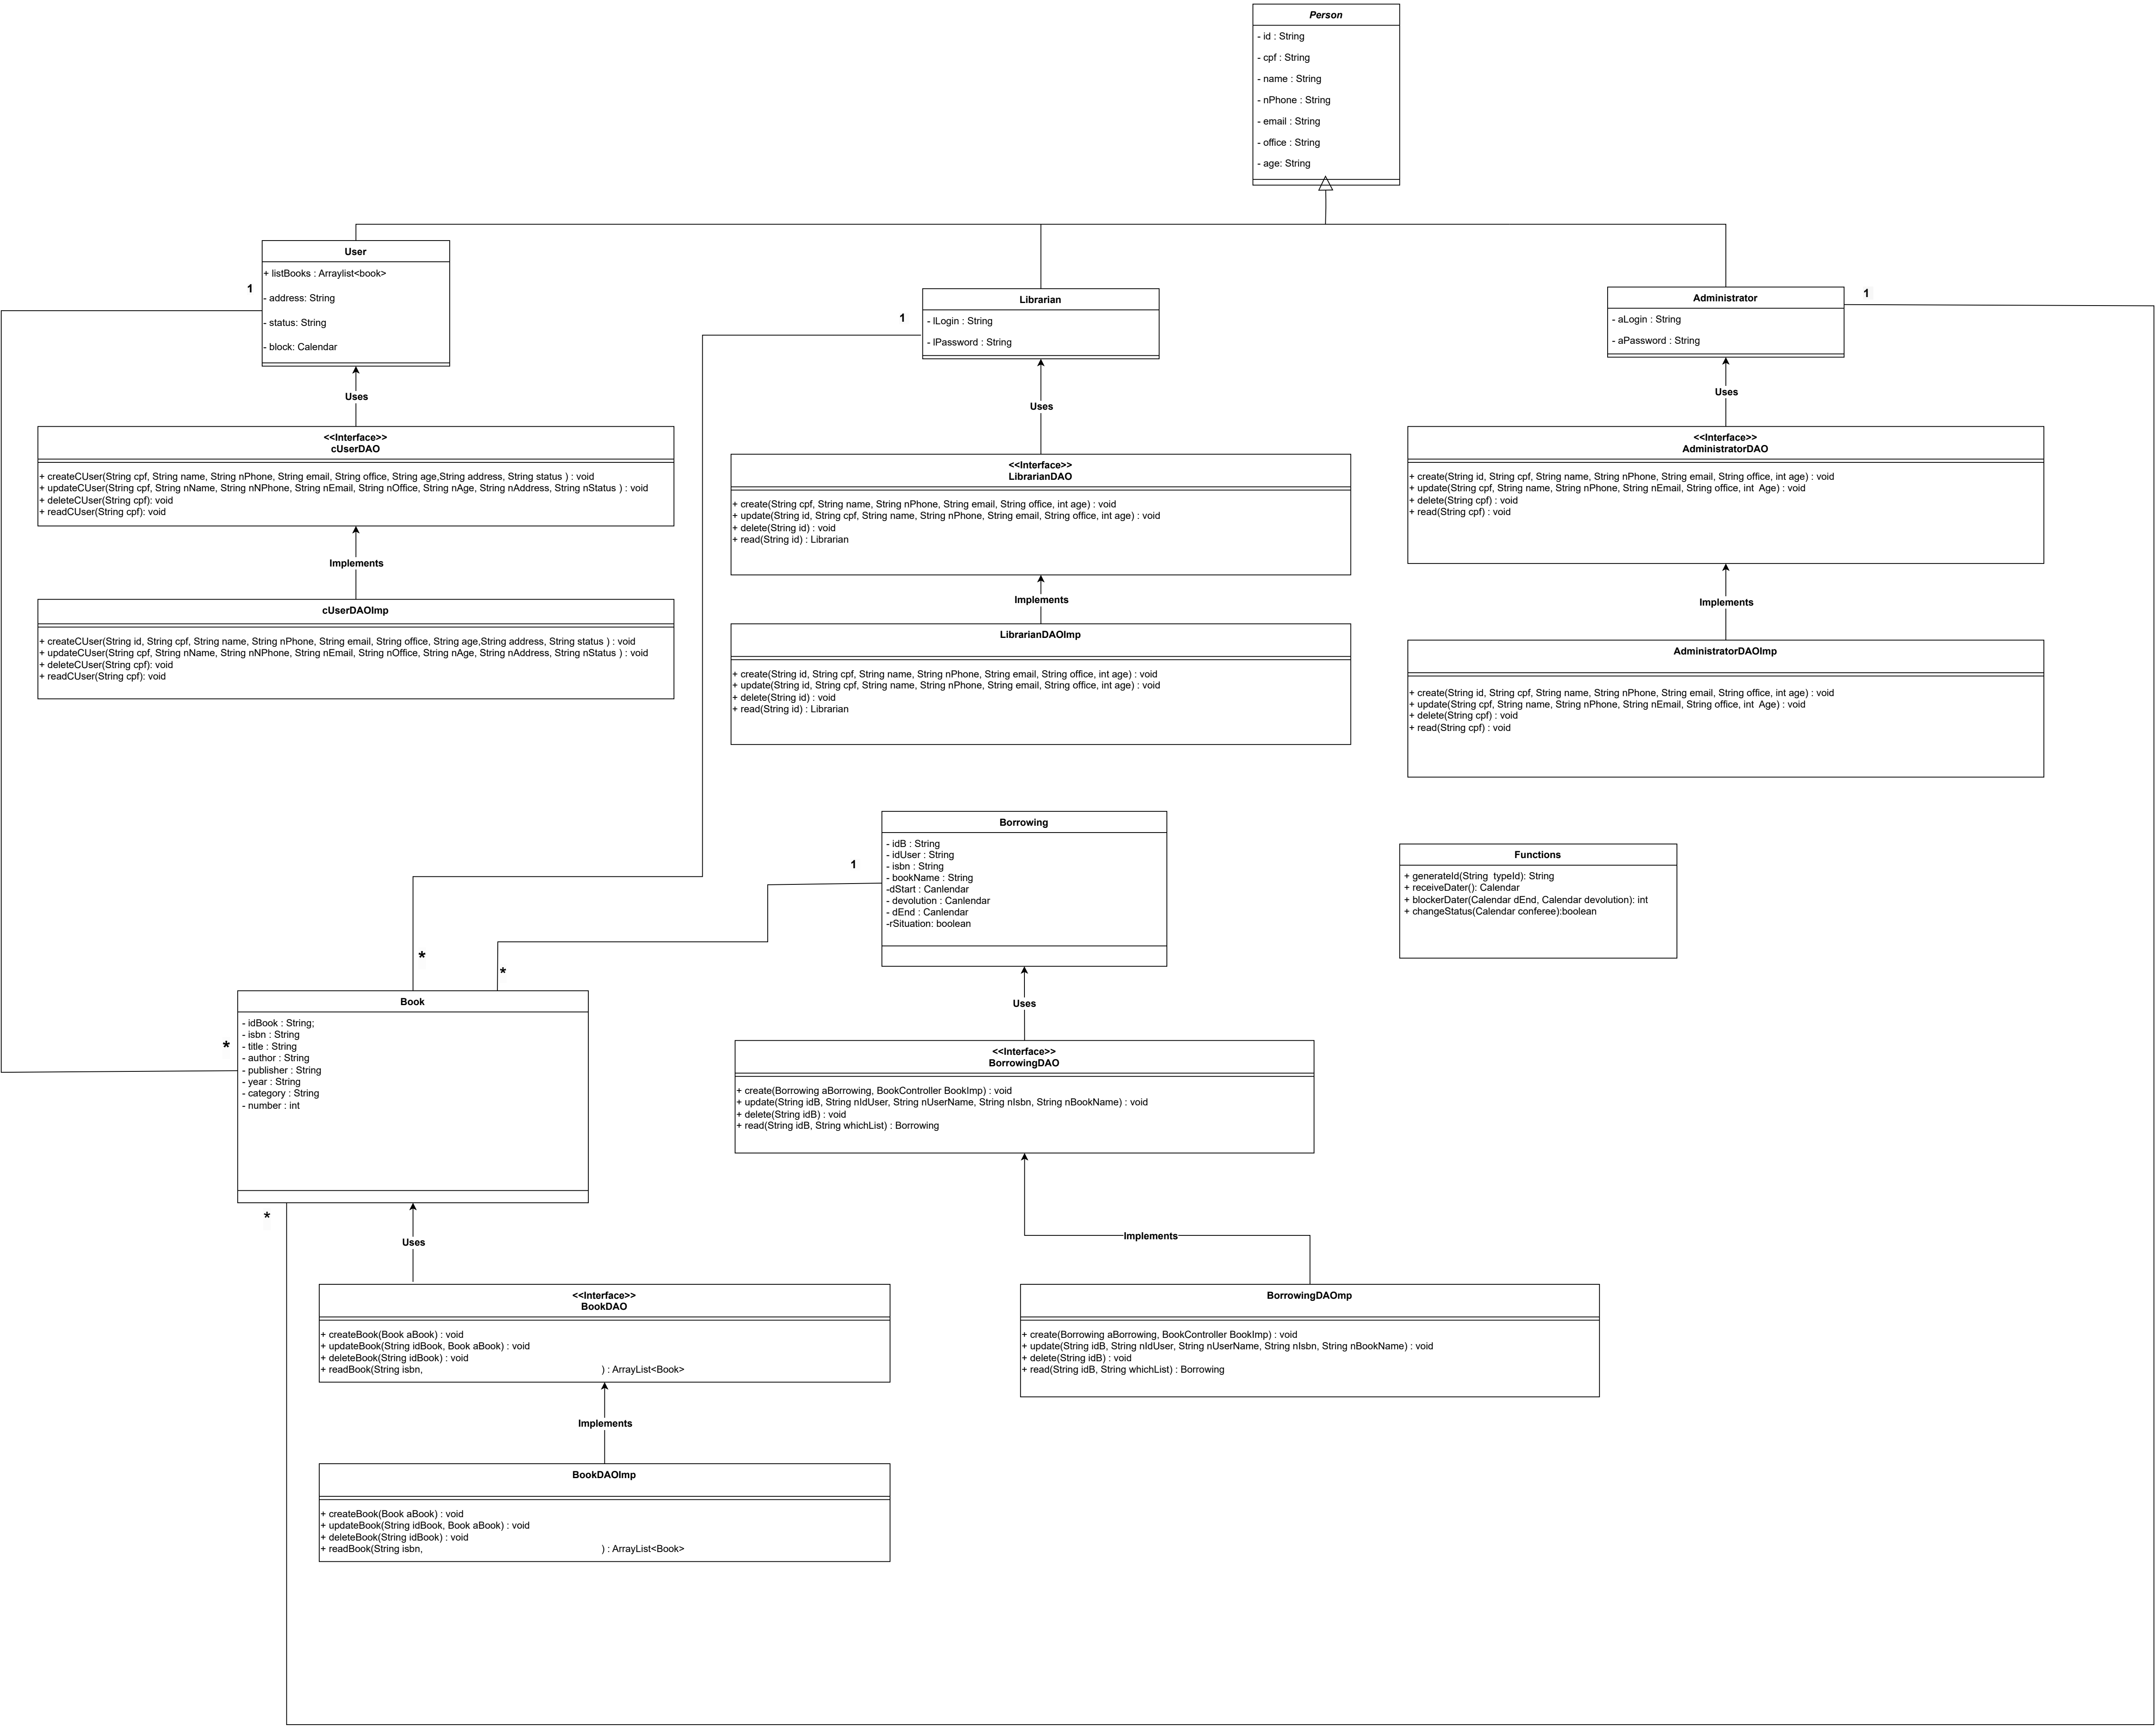 Person
- id : String
- cpf : String
- name : String
- nPhone : String
- email : String
- office : String
- age: String
User
+ listBooks : Arraylist<book>
- address: String
- status: String
- block: Calendar
1
Librarian
- lLogin : String
- lPassword : String
1
Administrator
- aLogin : String
- aPassword : String
1
Uses
Uses
Uses
<<Interface>>
cUserDAO
+ createCUser(String cpf, String name, String nPhone, String email, String office, String age,String address, String status ) : void
+ updateCUser(String cpf, String nName, String nNPhone, String nEmail, String nOffice, String nAge, String nAddress, String nStatus ) : void
+ deleteCUser(String cpf): void
+ readCUser(String cpf): void
<<Interface>>
LibrarianDAO
+ create(String cpf, String name, String nPhone, String email, String office, int age) : void
+ update(String id, String cpf, String name, String nPhone, String email, String office, int age) : void
+ delete(String id) : void
+ read(String id) : Librarian
<<Interface>>
AdministratorDAO
+ create(String id, String cpf, String name, String nPhone, String email, String office, int age) : void
+ update(String cpf, String name, String nPhone, String nEmail, String office, int  Age) : void
+ delete(String cpf) : void
+ read(String cpf) : void
Implements
Implements
Implements
cUserDAOImp
+ createCUser(String id, String cpf, String name, String nPhone, String email, String office, String age,String address, String status ) : void
+ updateCUser(String cpf, String nName, String nNPhone, String nEmail, String nOffice, String nAge, String nAddress, String nStatus ) : void
+ deleteCUser(String cpf): void
+ readCUser(String cpf): void
LibrarianDAOImp
+ create(String id, String cpf, String name, String nPhone, String email, String office, int age) : void
+ update(String id, String cpf, String name, String nPhone, String email, String office, int age) : void
+ delete(String id) : void
+ read(String id) : Librarian
AdministratorDAOImp
+ create(String id, String cpf, String name, String nPhone, String email, String office, int age) : void
+ update(String cpf, String name, String nPhone, String nEmail, String office, int  Age) : void
+ delete(String cpf) : void
+ read(String cpf) : void
Borrowing
- idB : String
- idUser : String
- isbn : String
- bookName : String
-dStart : Canlendar
- devolution : Canlendar
- dEnd : Canlendar
-rSituation: boolean
1
Functions
+ generateId(String  typeId): String
+ receiveDater(): Calendar
+ blockerDater(Calendar dEnd, Calendar devolution): int
+ changeStatus(Calendar conferee):boolean
*
*
*
Book
- idBook : String;
- isbn : String
- title : String
- author : String
- publisher : String
- year : String
- category : String
- number : int
*
Uses
<<Interface>>
BorrowingDAO
+ create(Borrowing aBorrowing, BookController BookImp) : void
+ update(String idB, String nIdUser, String nUserName, String nIsbn, String nBookName) : void
+ delete(String idB) : void
+ read(String idB, String whichList) : Borrowing
Uses
Implements
<<Interface>>
BookDAO
+ createBook(Book aBook) : void
+ updateBook(String idBook, Book aBook) : void
+ deleteBook(String idBook) : void
+ readBook(String isbn, ) : ArrayList<Book>
BorrowingDAOmp
+ create(Borrowing aBorrowing, BookController BookImp) : void
+ update(String idB, String nIdUser, String nUserName, String nIsbn, String nBookName) : void
+ delete(String idB) : void
+ read(String idB, String whichList) : Borrowing
Implements
BookDAOImp
+ createBook(Book aBook) : void
+ updateBook(String idBook, Book aBook) : void
+ deleteBook(String idBook) : void
+ readBook(String isbn, ) : ArrayList<Book>